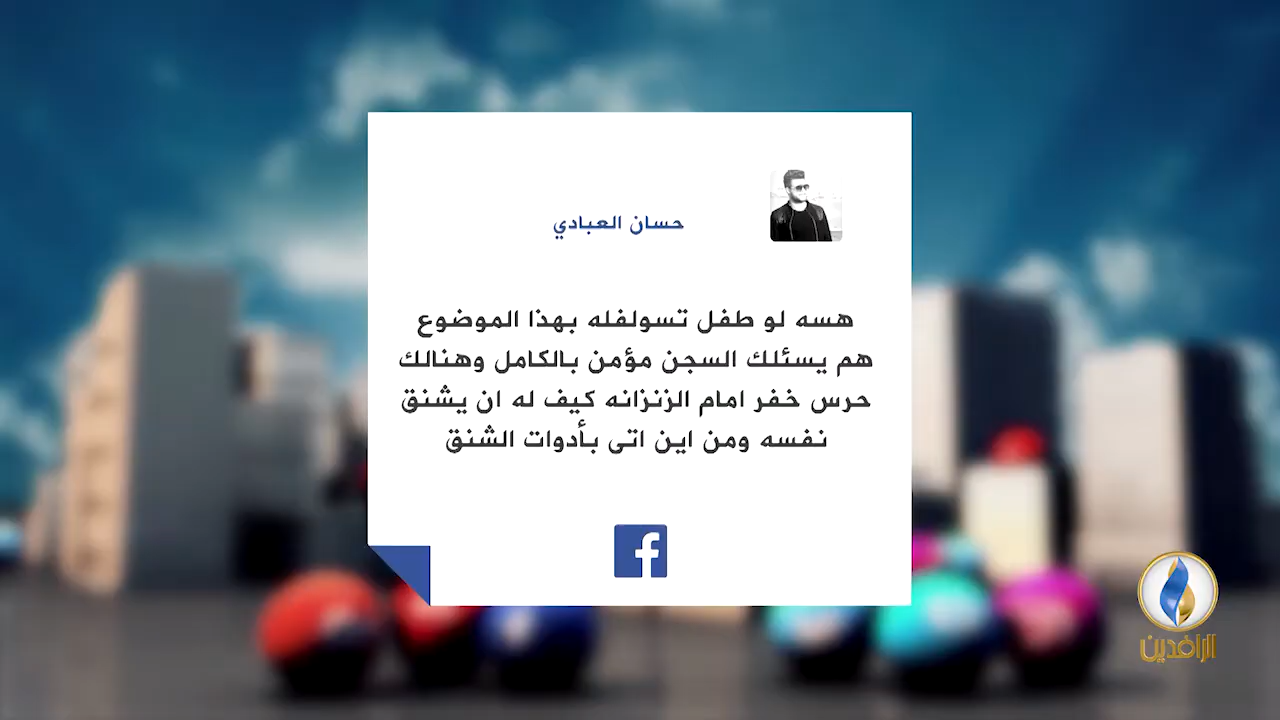 حسان العبادي
هسه لو طفل تسولفله بهذا الموضوع
هم يسئلك السجن مؤمن بالكامل وهنالك
حرس خفر امام الزنزانه كيف له ان يشنق
نفسه ومن اين اتى بأدوات الشنق
f
الرافدين